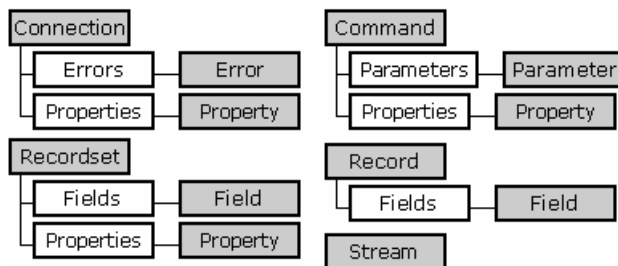 Connection
Errors Error
Properties Property
Recordset
Fields Field
Properties Property
Command
Parameters Parameter
Properties Property
Record
Fields Field
Stream